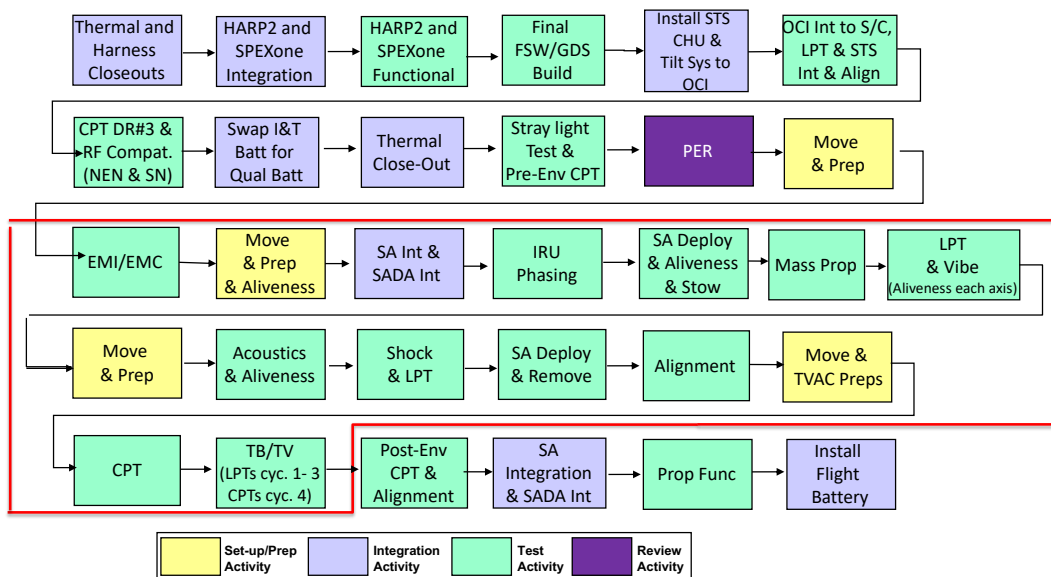 Thermal and
Harness
Closeouts
HARP2 and
SPEXone
Integration
HARP2 and
SPEXone
Functional
Final
FSW/GDS
Build
Install STS
CHU &
Tilt Sys to
OCI
OCI Int to S/C,
LPT & STS
Int & Align
CPT DR#3 &
RF Compat.
(NEN & SN)
Swap I&T
Batt for
Qual Batt
Thermal
Close-Out
Stray light
Test &
Pre-Env CPT
PER
Move
& Prep
EMI/EMC
Move
& Prep
& Aliveness
SA Int &
SADA Int
IRU
Phasing
SA Deploy
& Aliveness
& Stow
Mass Prop
LPT
& Vibe
(Aliveness each axis)
Move
& Prep
Acoustics
& Aliveness
Shock
& LPT
SA Deploy
& Remove
Alignment
Move &
TVAC Preps
CPT
TB/TV
(LPTs cyc. 1- 3
CPTs cyc. 4)
Post-Env
CPT &
Alignment
SA
Integration
& SADA Int
Prop Func
Install
Flight
Battery
Set-up/Prep
Activity
Integration
Activity
Test
Activity
Review
Activity